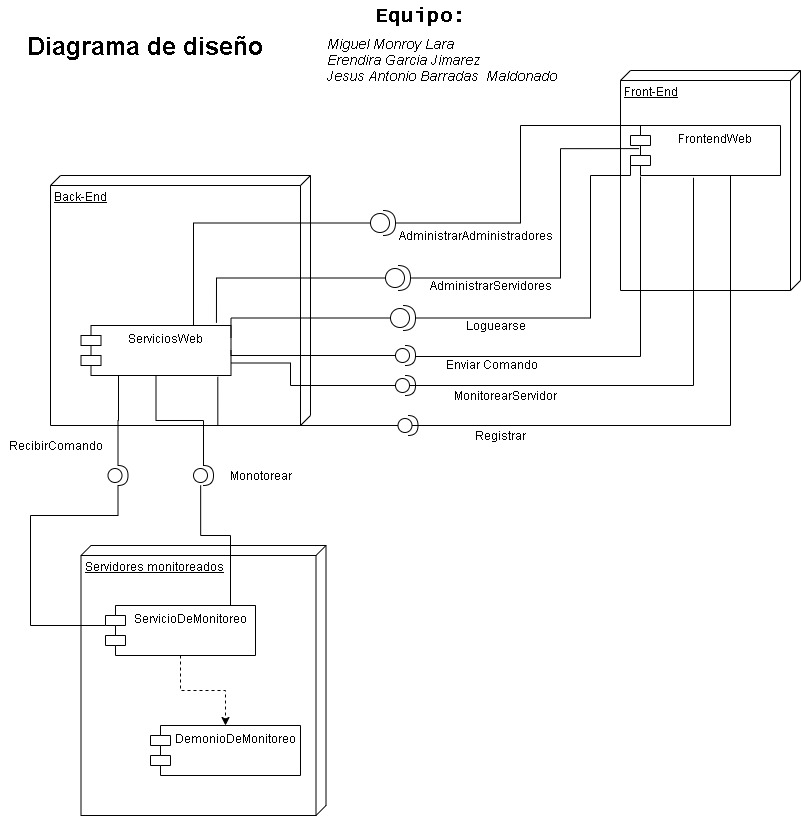 Equipo:
Diagrama de diseño
Miguel Monroy Lara
Erendira Garcia Jimarez
Jesus Antonio Barradas Maldonado
Front-End
FrontendWeb
Back-End
AdministrarAdministradores
AdministrarServidores
Loguearse
ServiciosWeb
Enviar Comando
MonitorearServidor
Registrar
RecibirComando
Monotorear
Servidores monitoreados
ServicioDeMonitoreo
DemonioDeMonitoreo